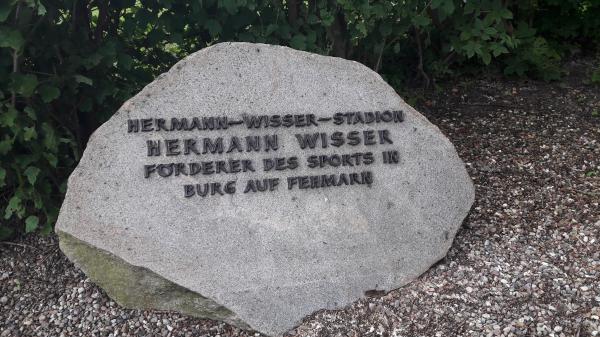 HERMANN-WISSER-STADION
HERMANN WISSER
FÖRDERER DES SPORTS IN
BURG AUF FEHMARN